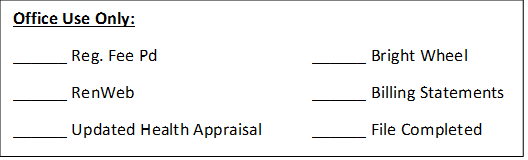 Office Use Only:
______ Reg. Fee Pd ______ Bright Wheel
______ RenWeb ______ Billing Statements
______ Updated Health Appraisal ______ File Completed